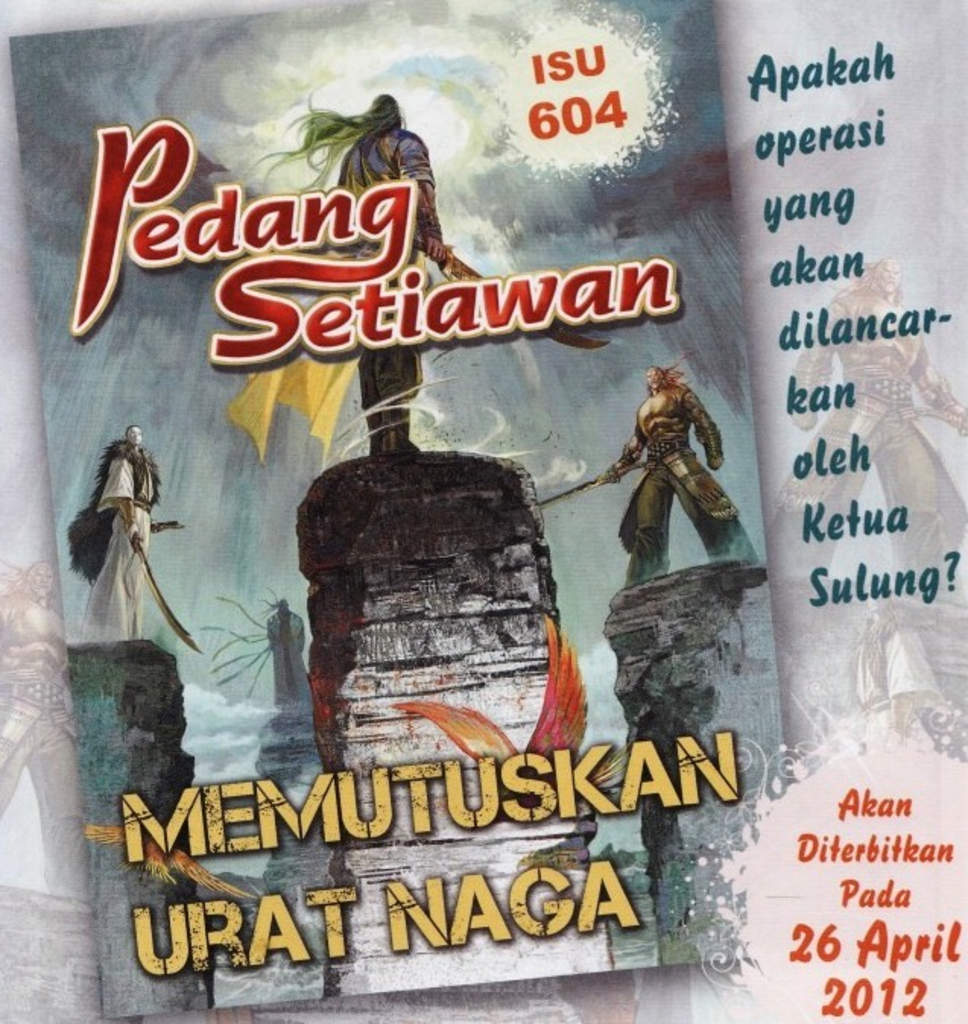 ISU
604
Pedang
Setiawan
MEMUTUSKAN
URAT NAGA
Apakah
operasi
yang
akan
dilancar-
kan
oleh
Ketua
Sulung?
Akan
Diterbitkan
Pada
26 April
2012